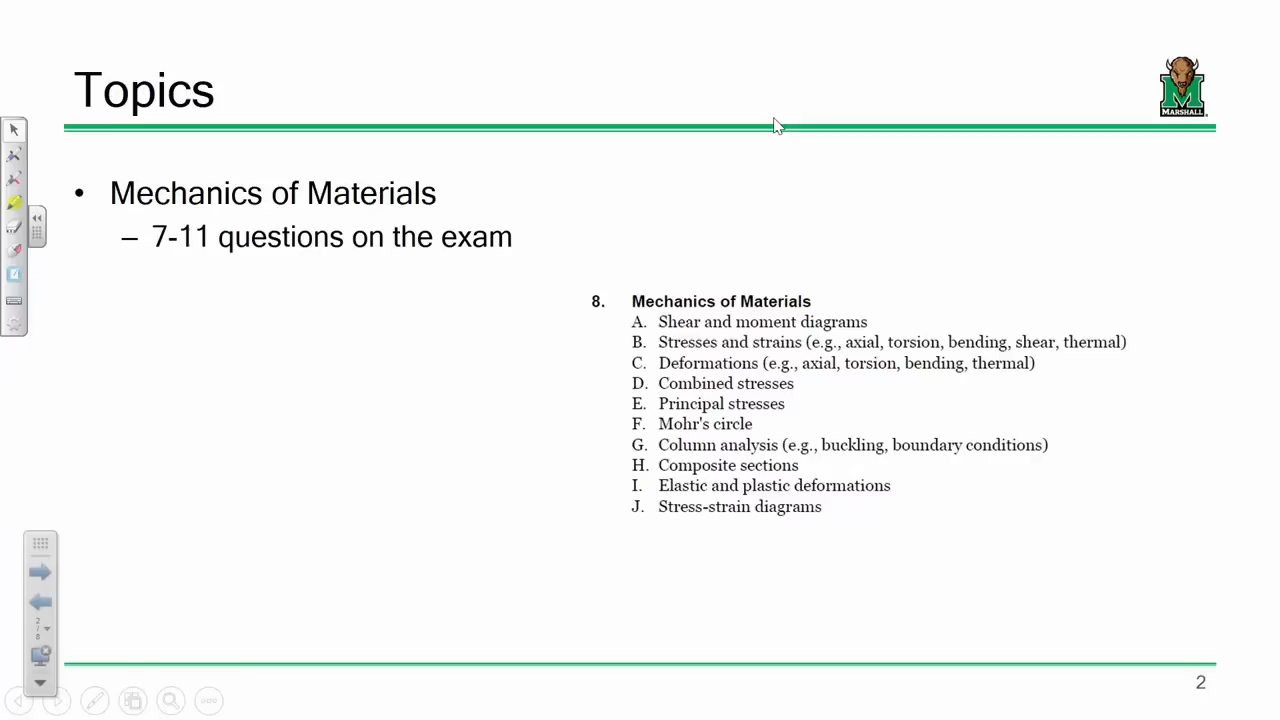 Topics
MARSHALL
• Mechanics of Materials
– 7-11 questions on the exam
8. Mechanics of Materials
A. Shear and moment diagrams
B. Stresses and strains (e.g., axial, torsion, bending, shear, thermal)
C. Deformations (e.g., axial, torsion, bending, thermal)
D. Combined stresses
E. Principal stresses
F. Mohr's circle
G. Column analysis (e.g., buckling, boundary conditions)
H. Composite sections
I. Elastic and plastic deformations
J. Stress-strain diagrams
2
/
8
2